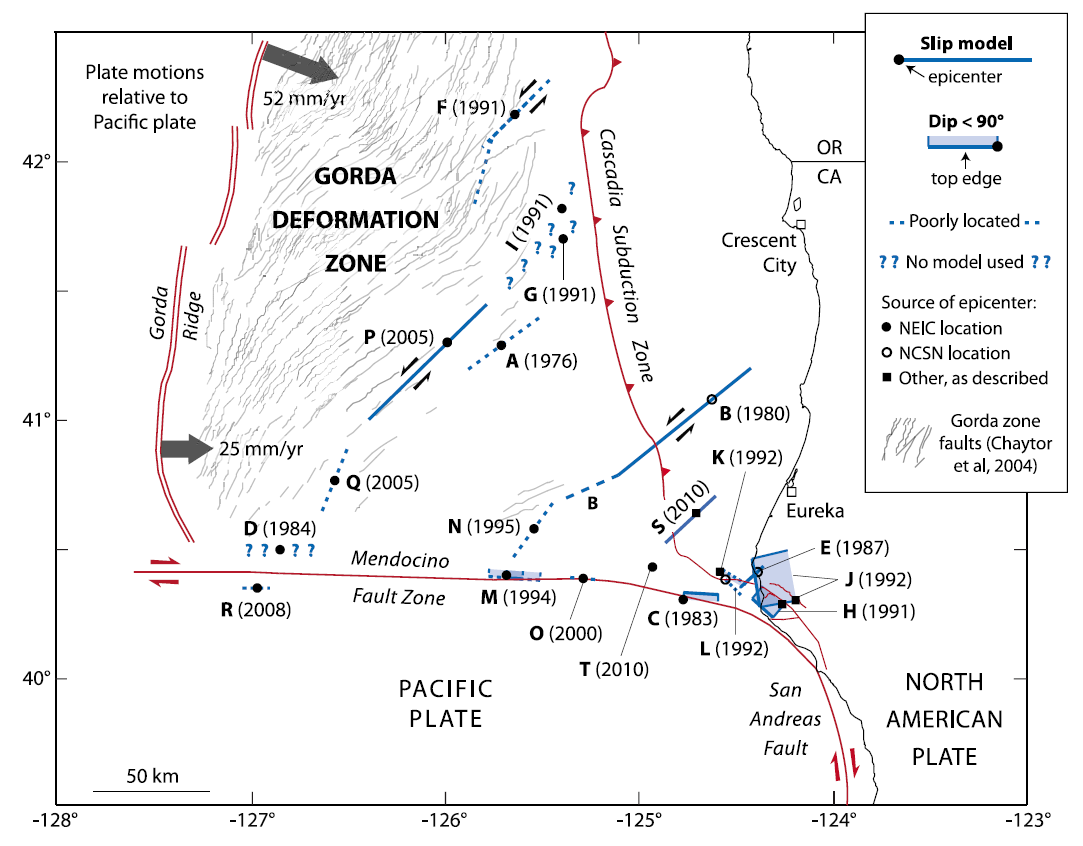 Plate motions
relative to
Pacific plate
52 mm/yr
F (1991)
GORDA
DEFORMATION
ZONE
I (1991)
? ? ? ? ? ? ?
G (1991)
Cascadia Subduction Zone
OR
CA
Crescent
City
Gorda
Ridge
P (2005)
A (1976)
B (1980)
25 mm/yr
K (1992)
Q (2005)
B
S (2010)
Eureka
N (1995)
D (1984)
? ? ? ?
Mendocino
Fault Zone
E (1987)
J (1992)
H (1991)
R (2008)
M (1994)
O (2000)
C (1983)
T (2010)
L (1992)
PACIFIC
PLATE
San
Andreas
Fault
NORTH
AMERICAN
PLATE
50 km
42°
41°
40°
-128°
-127°
-126°
-125°
-124°
-123°
Slip model
epicenter
Dip < 90°
top edge
Poorly located
? ? No model used ? ?
Source of epicenter:
NEIC location
NCSN location
Other, as described
Gorda zone
faults (Chaytor
et al, 2004)